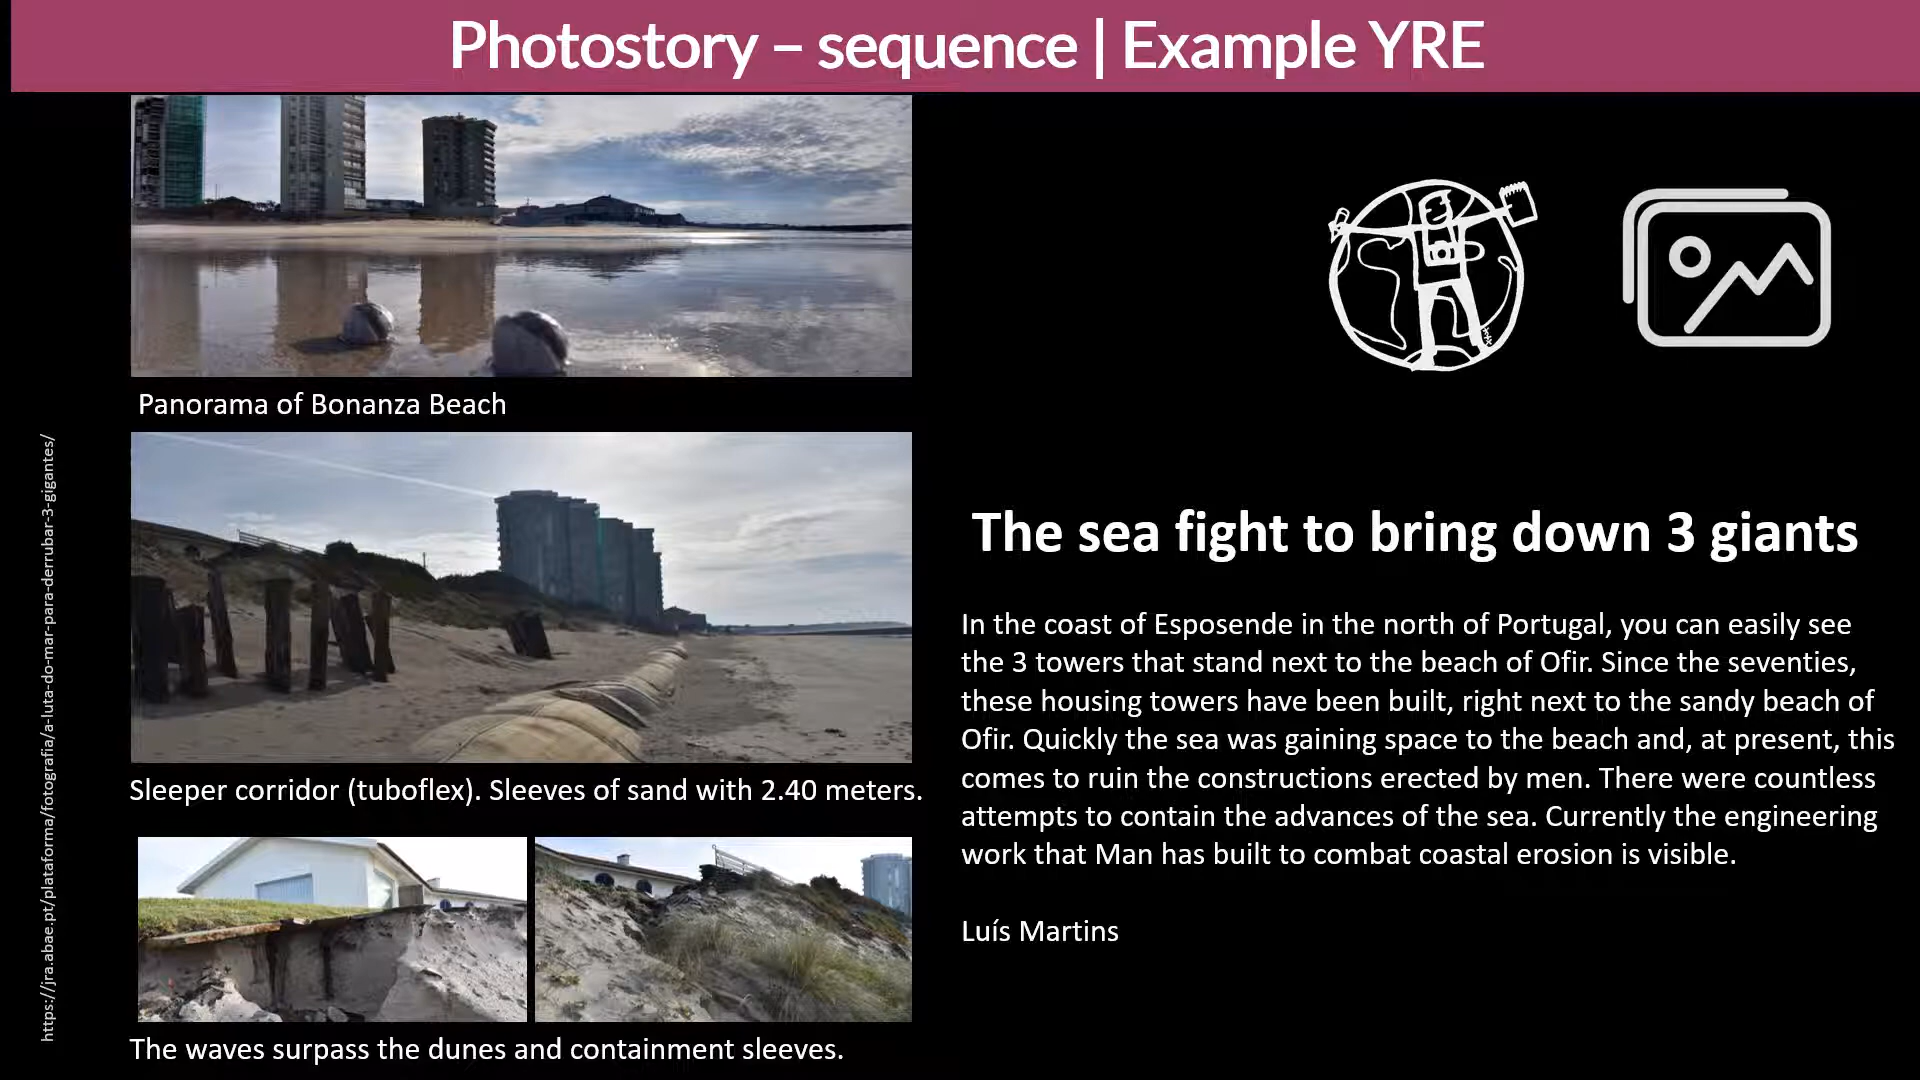 Photostory – sequence | Example YRE
Panorama of Bonanza Beach
Sleeper corridor (tuboflex). Sleeves of sand with 2.40 meters.
The waves surpass the dunes and containment sleeves.
https://jra.abae.pt/plataforma/fotografia/a-luta-do-mar-para-derrubar-3-gigantes/
The sea fight to bring down 3 giants
In the coast of Esposende in the north of Portugal, you can easily see
the 3 towers that stand next to the beach of Ofir. Since the seventies,
these housing towers have been built, right next to the sandy beach of
Ofir. Quickly the sea was gaining space to the beach and, at present, this
comes to ruin the constructions erected by men. There were countless
attempts to contain the advances of the sea. Currently the engineering
work that Man has built to combat coastal erosion is visible.
Luís Martins